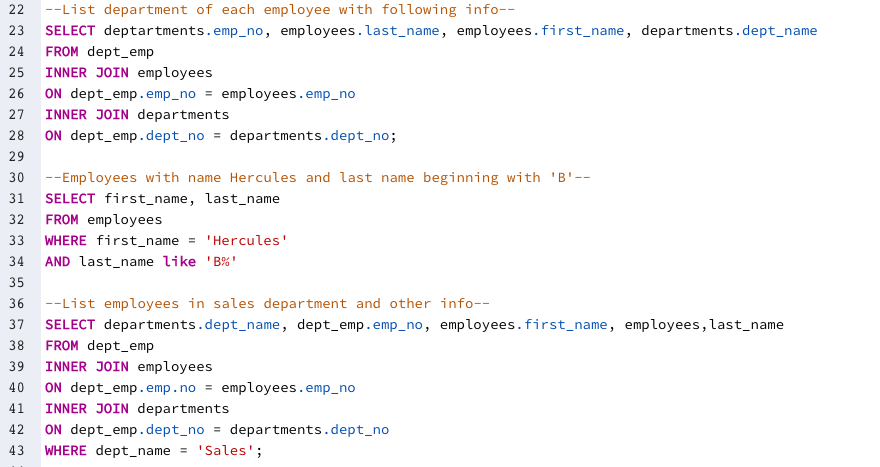 22 --List department of each employee with following info--
23 SELECT deptartments.emp_no, employees.last_name, employees.first_name, departments.dept_name
24 FROM dept_emp
25 INNER JOIN employees
26 ON dept_emp.emp_no = employees.emp_no
27 INNER JOIN departments
28 ON dept_emp.dept_no = departments.dept_no;
29
30 --Employees with name Hercules and last name beginning with 'B'--
31 SELECT first_name, last_name
32 FROM employees
33 WHERE first_name = 'Hercules'
34 AND last_name like 'B%'
35
36 --List employees in sales department and other info--
37 SELECT departments.dept_name, dept_emp.emp_no, employees.first_name, employees,last_name
38 FROM dept_emp
39 INNER JOIN employees
40 ON dept_emp.emp.no = employees.emp_no
41 INNER JOIN departments
42 ON dept_emp.dept_no = departments.dept_no
43 WHERE dept_name = 'Sales';